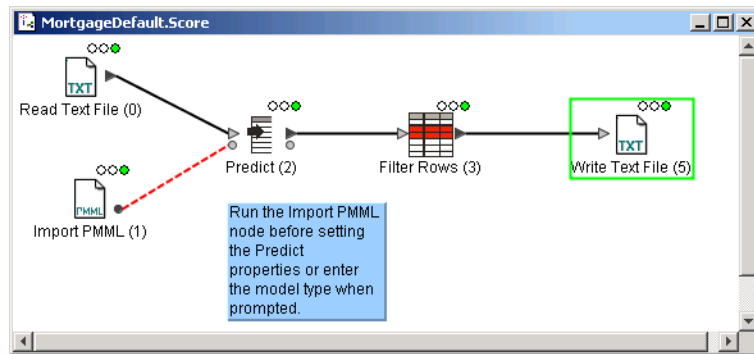 MortgageDefault.Score
TXT
Read Text File (0)
Predict (2)
Filter Rows (3)
TXT
Write Text File (5)
PMML
Import PMML (1)
Run the Import PMML
node before setting
the Predict
properties or enter
the model type when
prompted.